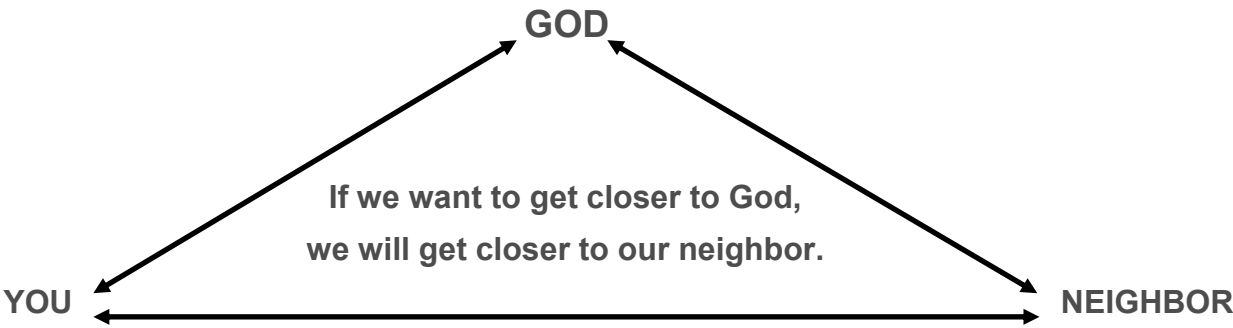 GOD
If we want to get closer to God,
we will get closer to our neighbor.
YOU
NEIGHBOR